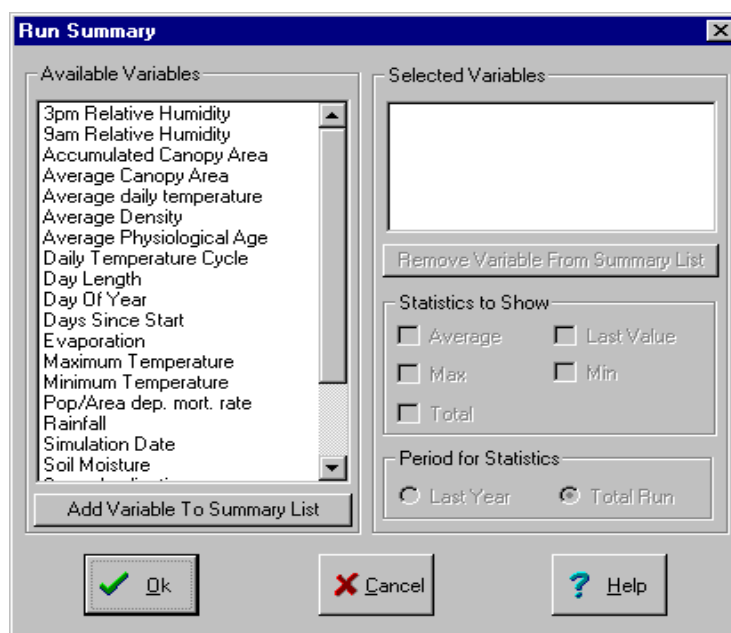 Run Summary
Available Variables
3pm Relative Humidity
9am Relative Humidity
Accumulated Canopy Area
Average Canopy Area
Average daily temperature
Average Density
Average Physiological Age
Daily Temperature Cycle
Day Length
Day Of Year
Days Since Start
Evaporation
Maximum Temperature
Minimum Temperature
Pop/Area dep. mort. rate
Rainfall
Simulation Date
Soil Moisture
Add Variable To Summary List
Selected Variables
Remove Variable From Summary List
Statistics to Show
Average
Last Value
Max
Min
Total
Period for Statistics
Last Year
Total Run
Ok
Cancel
Help